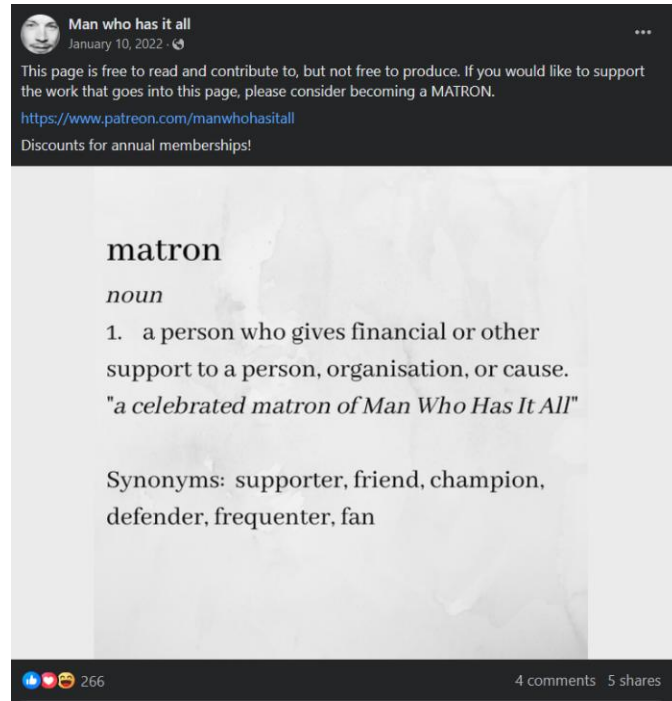 Man who has it all
January 10, 2022 ·
This page is free to read and contribute to, but not free to produce. If you would like to support
the work that goes into this page, please consider becoming a MATRON.
https://www.patreon.com/manwhohasitall
Discounts for annual memberships!
matron
noun
1. a person who gives financial or other
support to a person, organisation, or cause.
"a celebrated matron of Man Who Has It All"
Synonyms: supporter, friend, champion,
defender, frequenter, fan
266
4 comments 5 shares